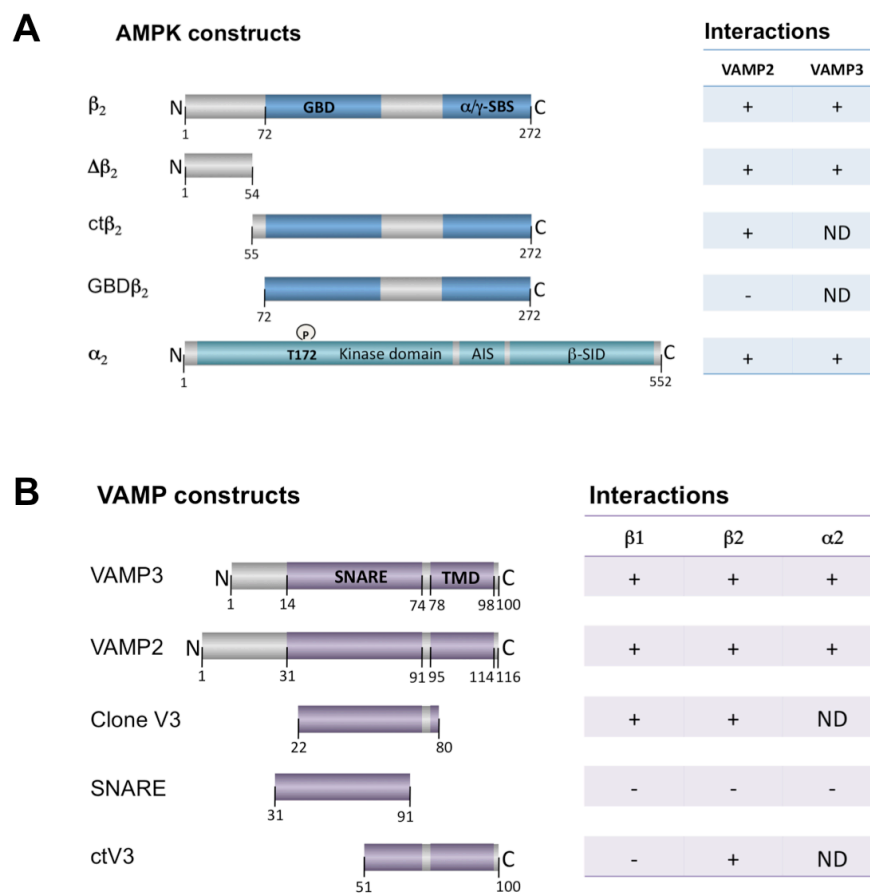 A
AMPK constructs
Interactions
VAMP2 VAMP3
β2 N GBD α/γ-SBS C + +
1 72 272
Δβ2 N + +
1 54
ctβ2 C + ND
55 272
GBDβ2 C - ND
72 272
P
α2 N T172 Kinase domain AIS β-SID C + +
1 552
B
VAMP constructs
Interactions
β1 β2 α2
VAMP3 N SNARE TMD C + + +
1 14 74 78 98 100
VAMP2 N C + + +
1 31 91 95 114 116
Clone V3 + + ND
22 80
SNARE - - -
31 91
ctV3 C - + ND
51 100